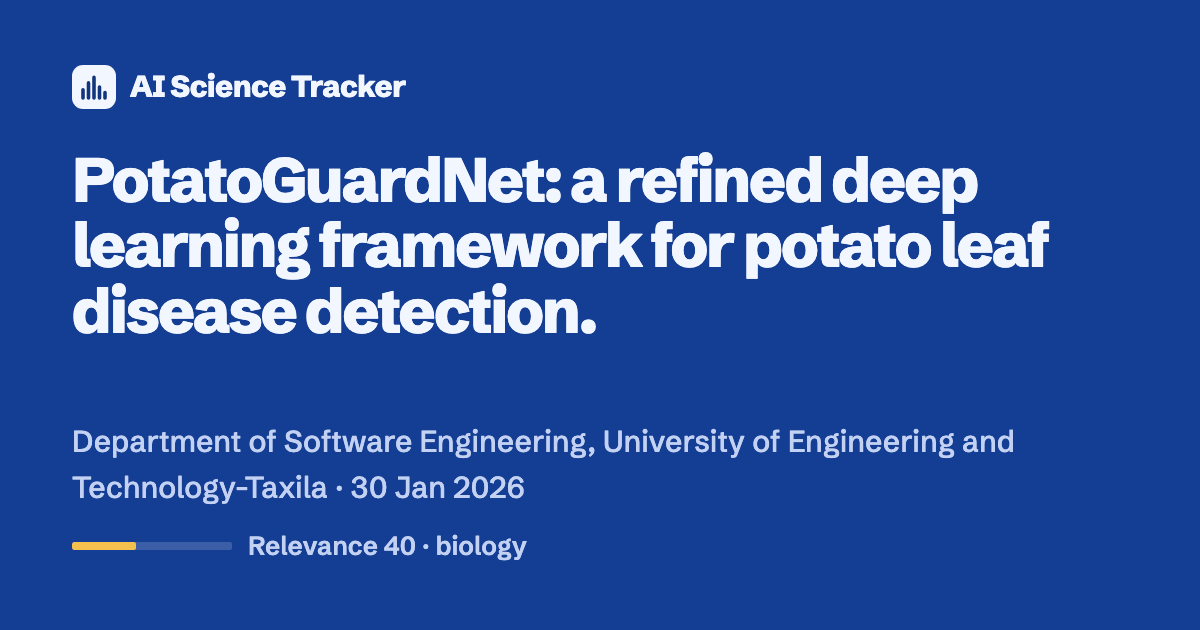 AI Science Tracker
PotatoGuardNet: a refined deep
learning framework for potato leaf
disease detection.
Department of Software Engineering, University of Engineering and
Technology-Taxila · 30 Jan 2026
Relevance 40 · biology